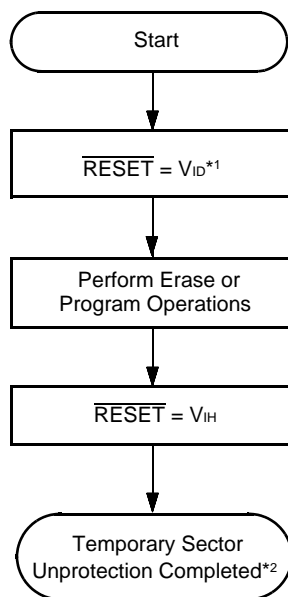 Start
RESET = VID*1
Perform Erase or
Program Operations
RESET = VIH
Temporary Sector
Unprotection Completed*2